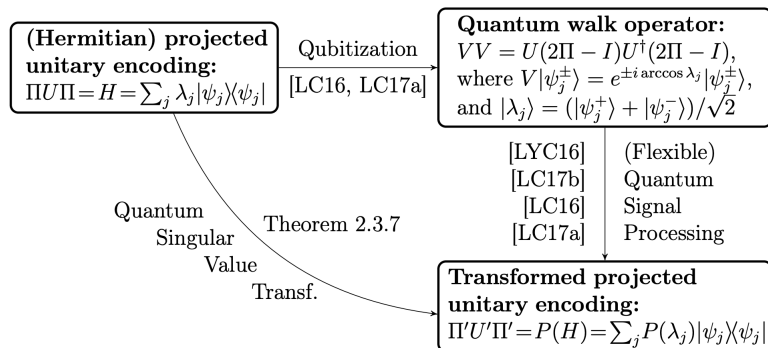 (Hermitian) projected
unitary encoding:
ΠUΠ=H=∑_j λ_j|ψ_j⟩⟨ψ_j|
Qubitization
[LC16, LC17a]
Quantum walk operator:
VV = U(2Π − I)U^†(2Π − I),
where V|ψ_j^±⟩ = e^{±i arccos λ_j}|ψ_j^±⟩,
and |λ_j⟩ = (|ψ_j^+⟩ + |ψ_j^−⟩)/√2
[LYC16] (Flexible)
[LC17b] Quantum
[LC16] Signal
[LC17a] Processing
Quantum
Singular
Value
Transf.
Theorem 2.3.7
Transformed projected
unitary encoding:
Π′U′Π′=P(H)=∑_j P(λ_j)|ψ_j⟩⟨ψ_j|